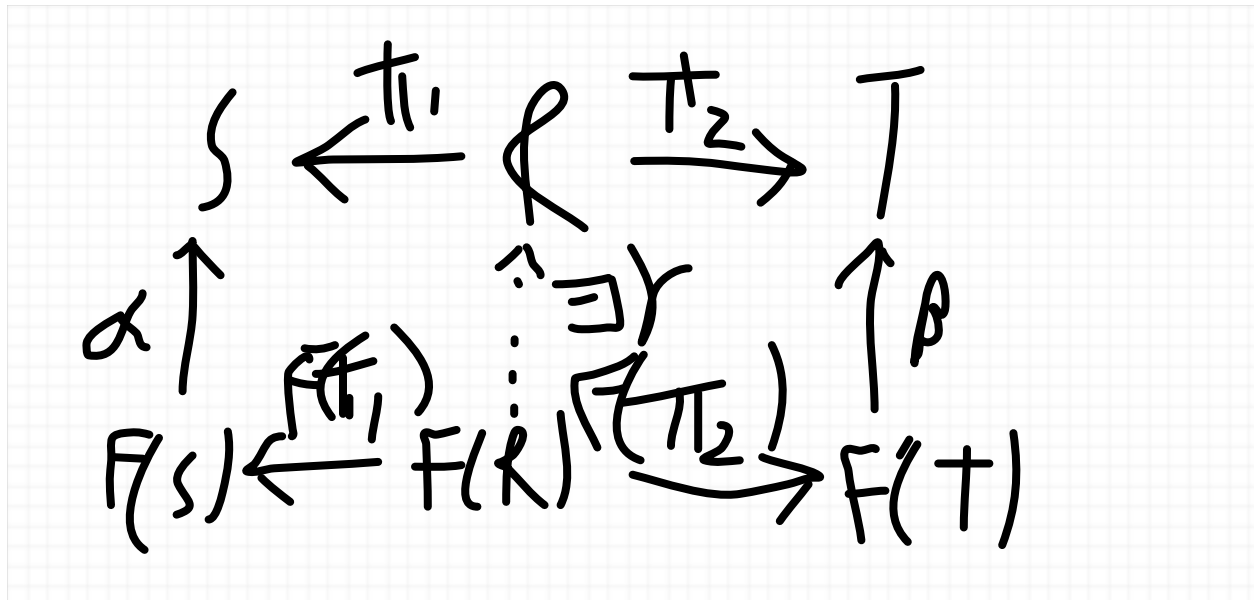 S ← π₁ R π₂ → T
α ∃γ β
F(π₁) F(π₂)
F(S) ← F(R) → F(T)